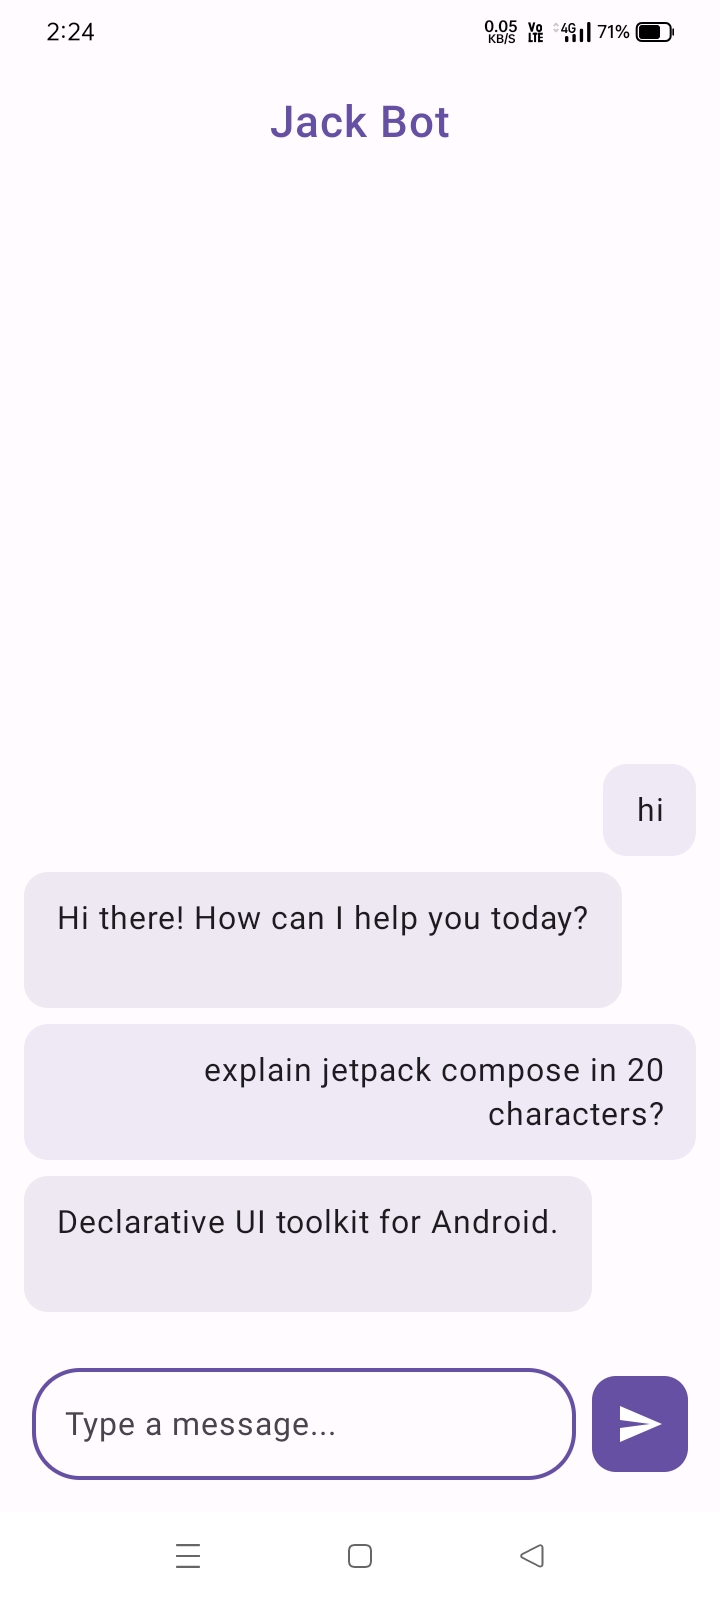 2:24
0.05 KB/S Vo LTE 4G 71%
Jack Bot
hi
Hi there! How can I help you today?
explain jetpack compose in 20
characters?
Declarative UI toolkit for Android.
Type a message...